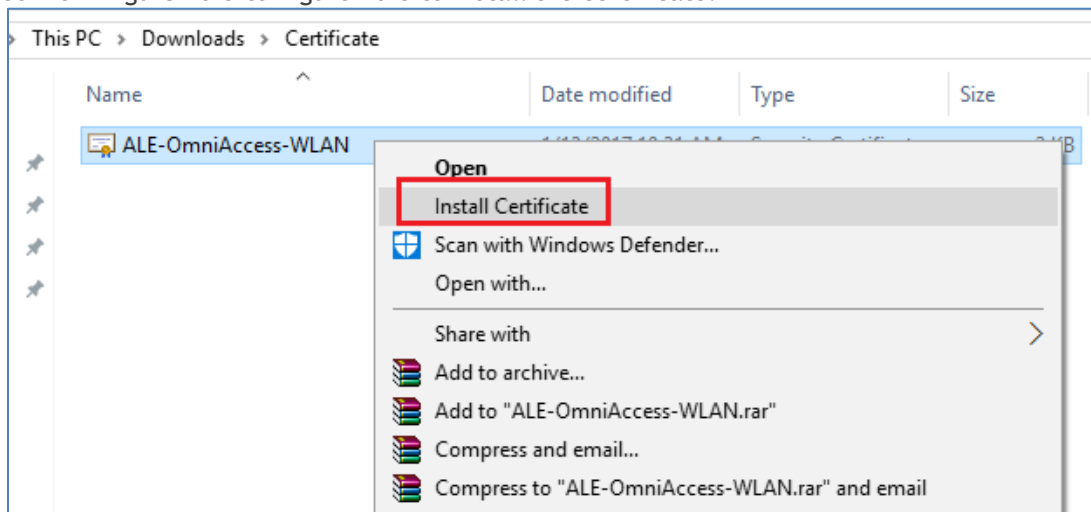 This PC > Downloads > Certificate
Name Date modified Type Size
ALE-OmniAccess-WLAN
Open
Install Certificate
Scan with Windows Defender...
Open with...
Share with
Add to archive...
Add to "ALE-OmniAccess-WLAN.rar"
Compress and email...
Compress to "ALE-OmniAccess-WLAN.rar" and email